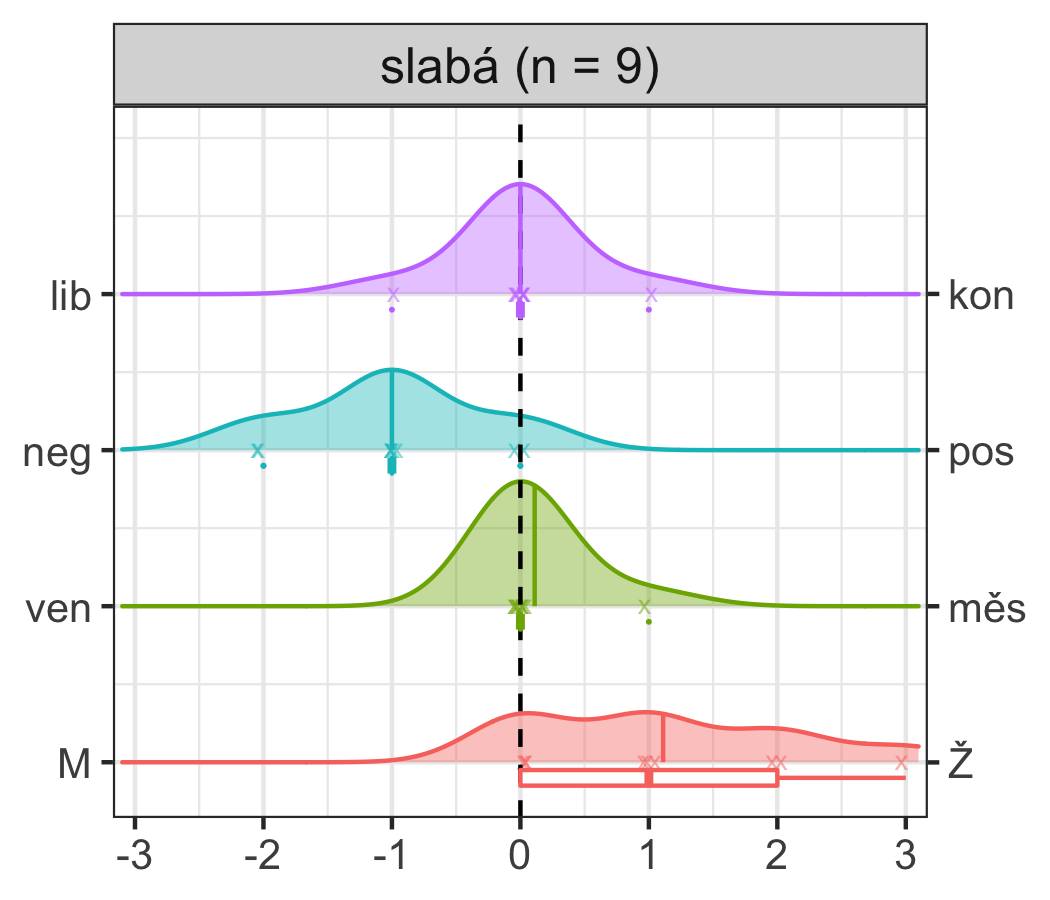 slabá (n = 9)
lib kon
neg pos
ven měs
M Ž
-3 -2 -1 0 1 2 3